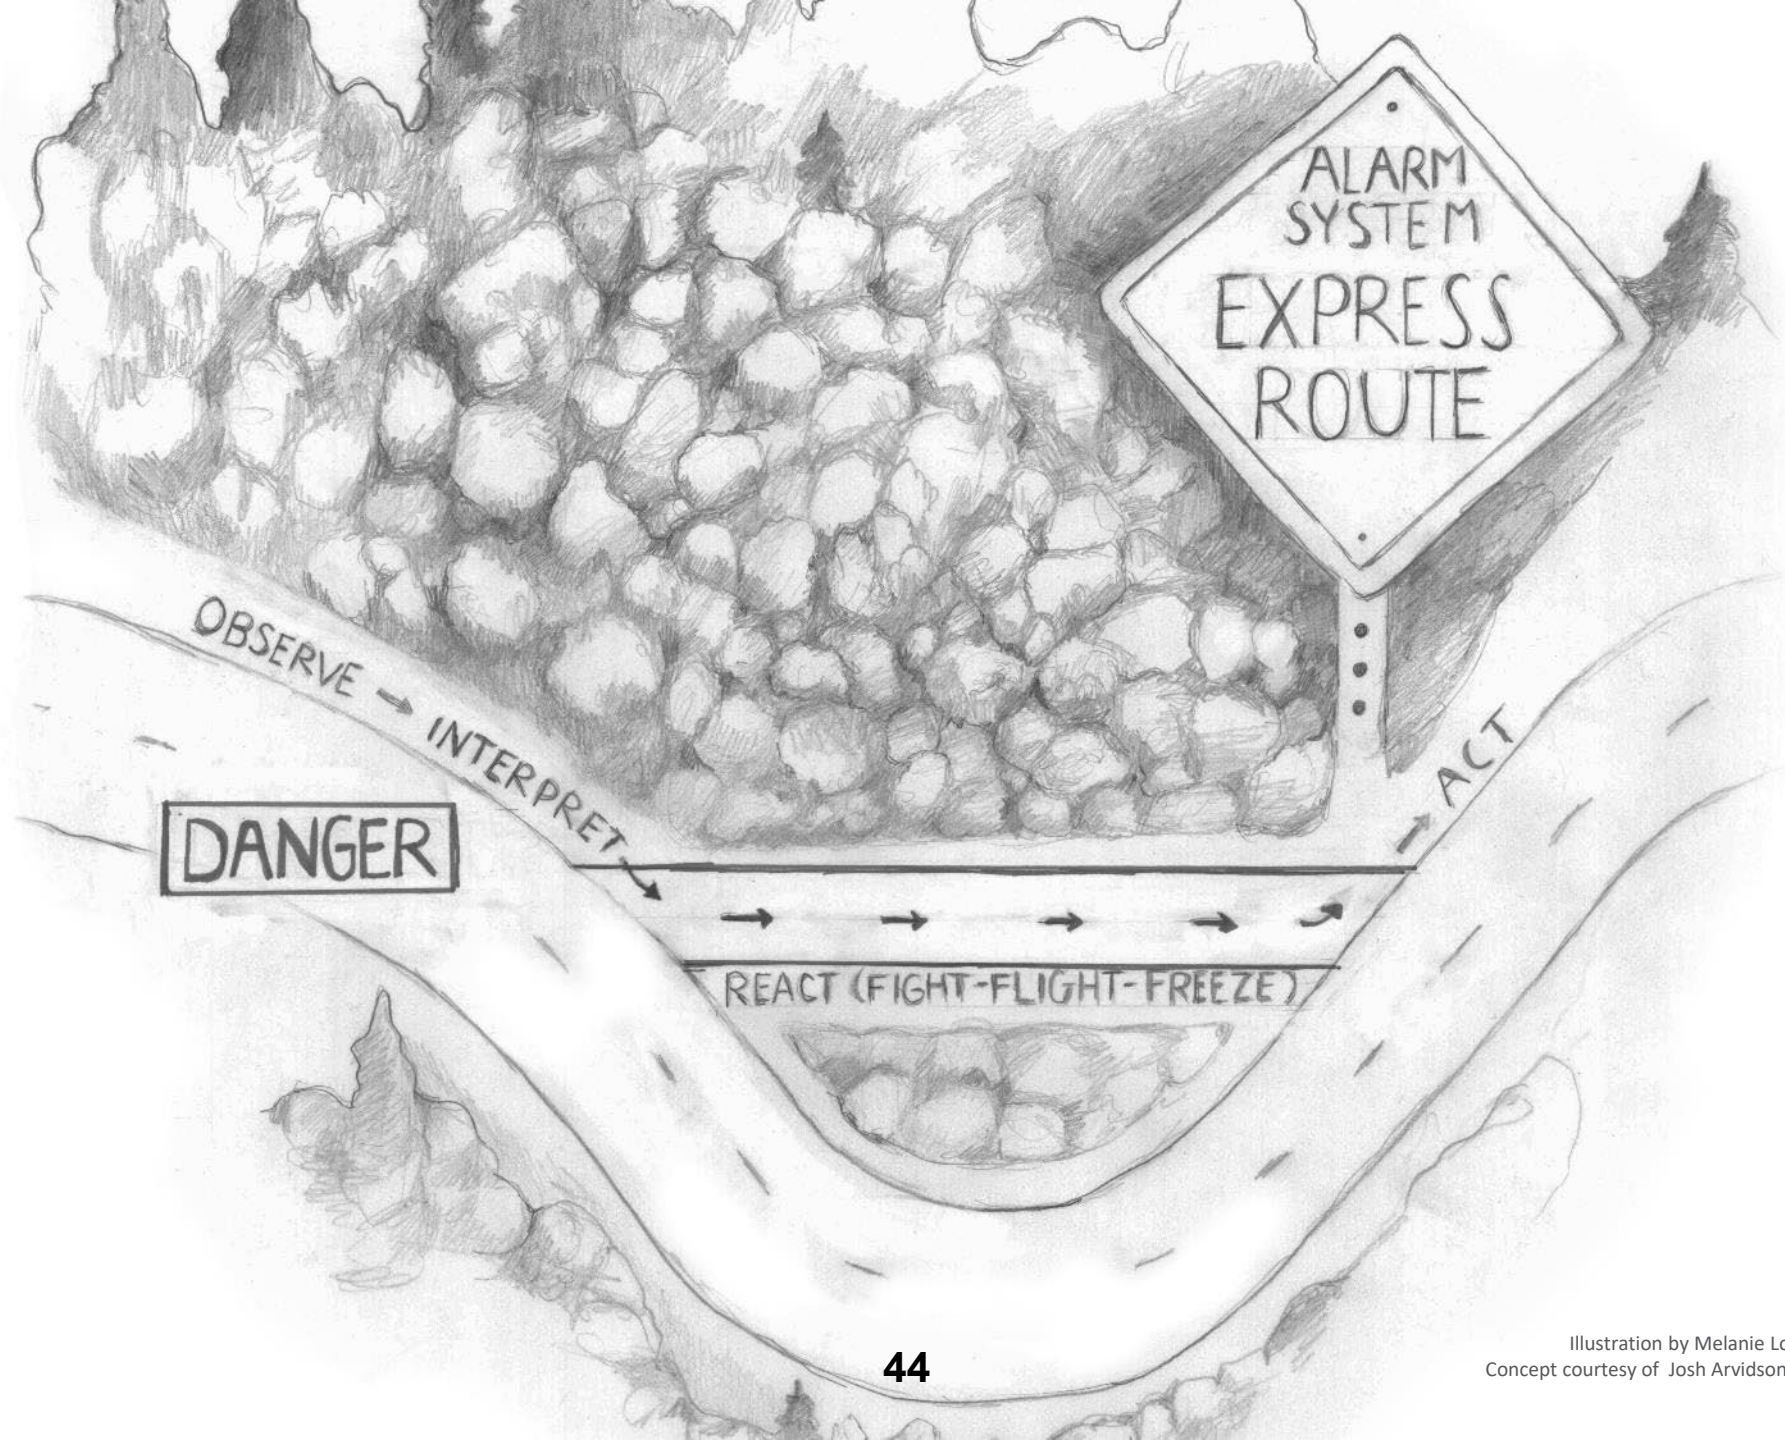 ALARM
SYSTEM
EXPRESS
ROUTE
OBSERVE → INTERPRET
→ ACT
DANGER
REACT (FIGHT-FLIGHT-FREEZE)
44
Illustration by Melanie
Concept courtesy of Josh Arvidson